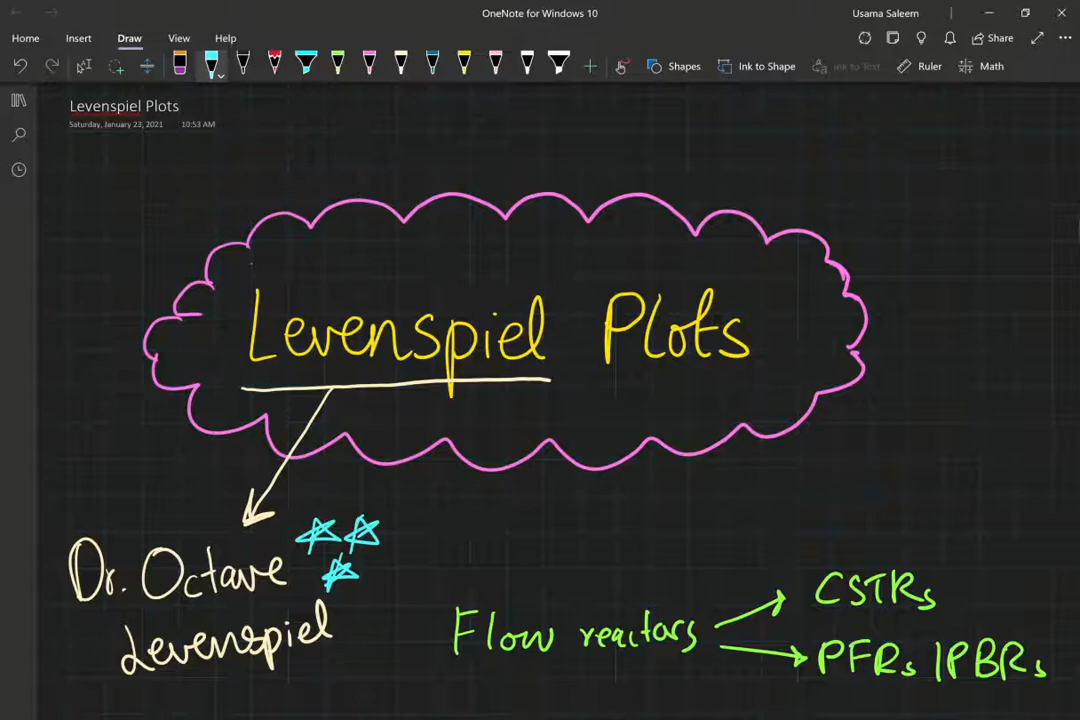 OneNote for Windows 10
Usama Saleem
Home Insert Draw View Help
Share
Shapes
Ink to Shape
Ink to Text
Ruler
Math
Levenspiel Plots
Saturday, January 23, 2021 10:53 AM
Levenspiel Plots
Dr. Octave
Levenspiel
Flow reactors
CSTRs
PFRs | PBRs